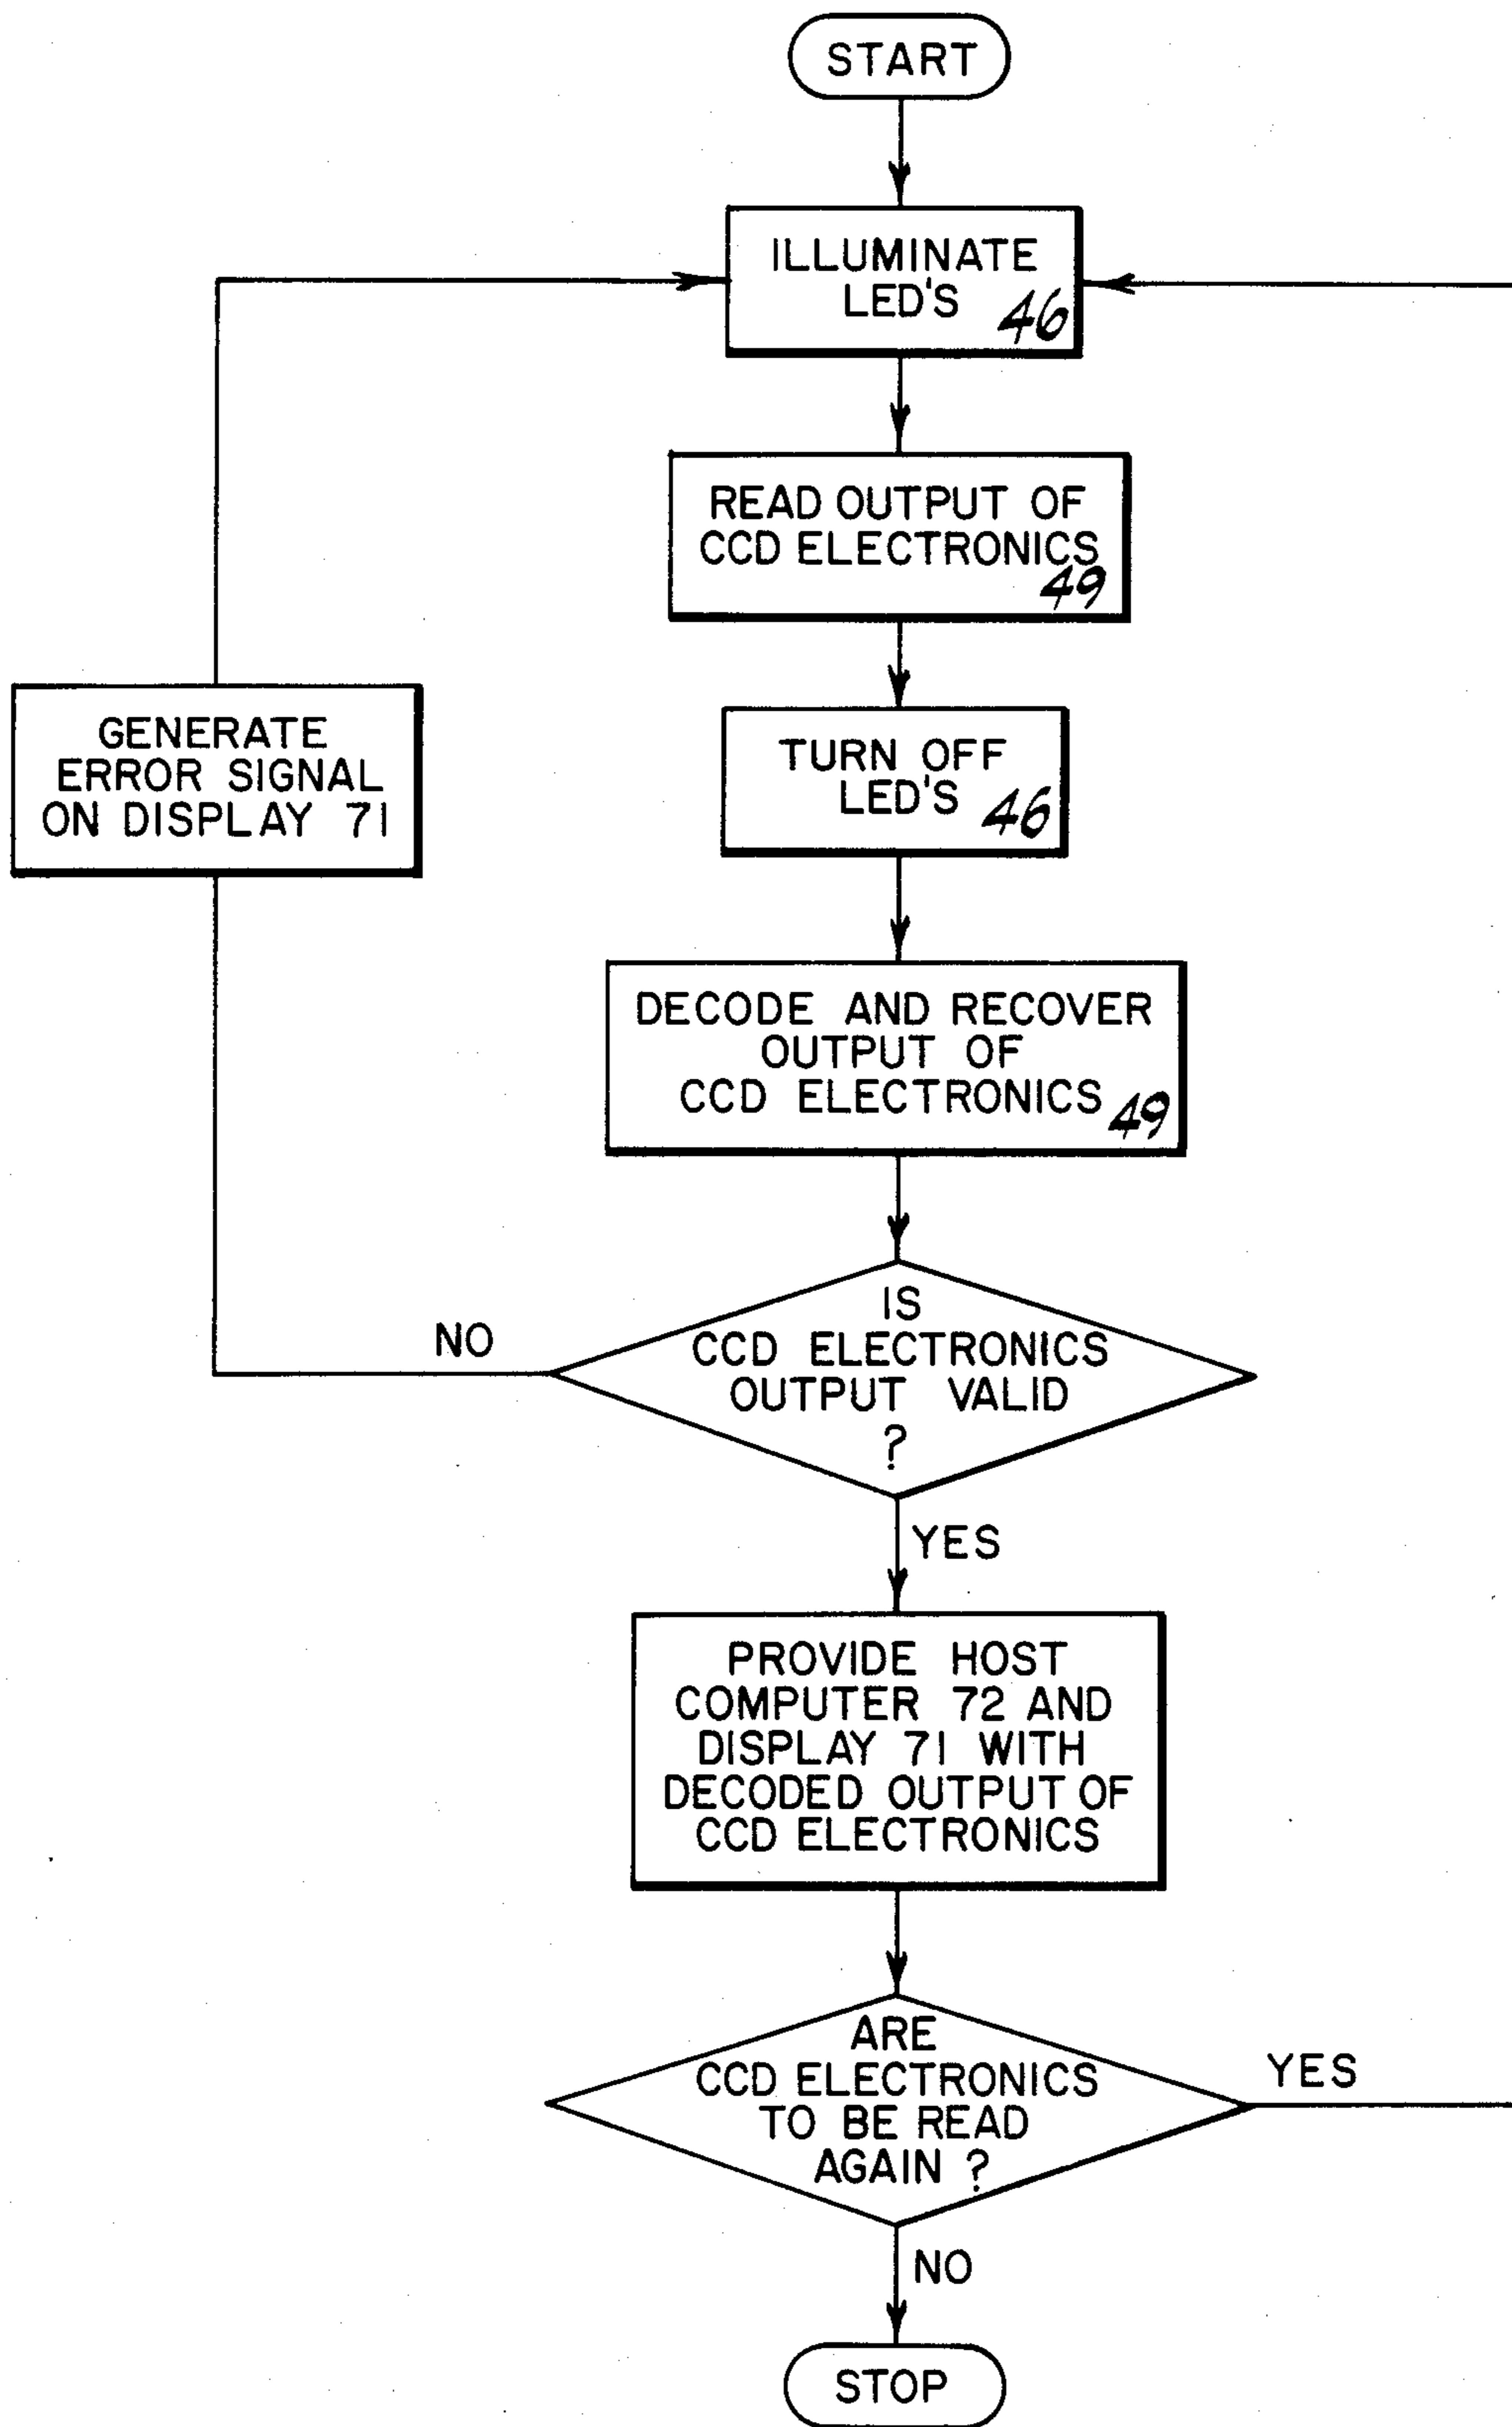 START
ILLUMINATE
LED'S 46
READ OUTPUT OF
CCD ELECTRONICS
49
TURN OFF
LED'S 46
GENERATE
ERROR SIGNAL
ON DISPLAY 71
DECODE AND RECOVER
OUTPUT OF
CCD ELECTRONICS 49
IS
CCD ELECTRONICS
OUTPUT VALID
?
NO
YES
PROVIDE HOST
COMPUTER 72 AND
DISPLAY 71 WITH
DECODED OUTPUT OF
CCD ELECTRONICS
ARE
CCD ELECTRONICS
TO BE READ
AGAIN ?
YES
NO
STOP